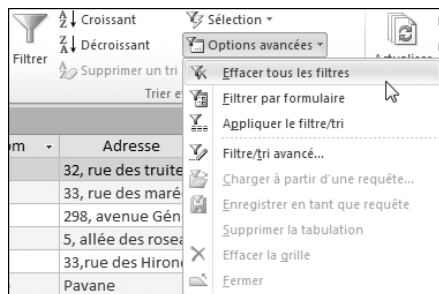 Croissant
Sélection
Décroissant
Options avancées
Filtrer
Supprimer un tri
Trier e
Effacer tous les filtres
Filtrer par formulaire
Appliquer le filtre/tri
Filtre/tri avancé...
Charger à partir d'une requête...
Enregistrer en tant que requête
Supprimer la tabulation
Effacer la grille
Fermer
om
Adresse
32, rue des truite
33, rue des maré
298, avenue Gén
5, allée des rosea
33,rue des Hiron
Pavane